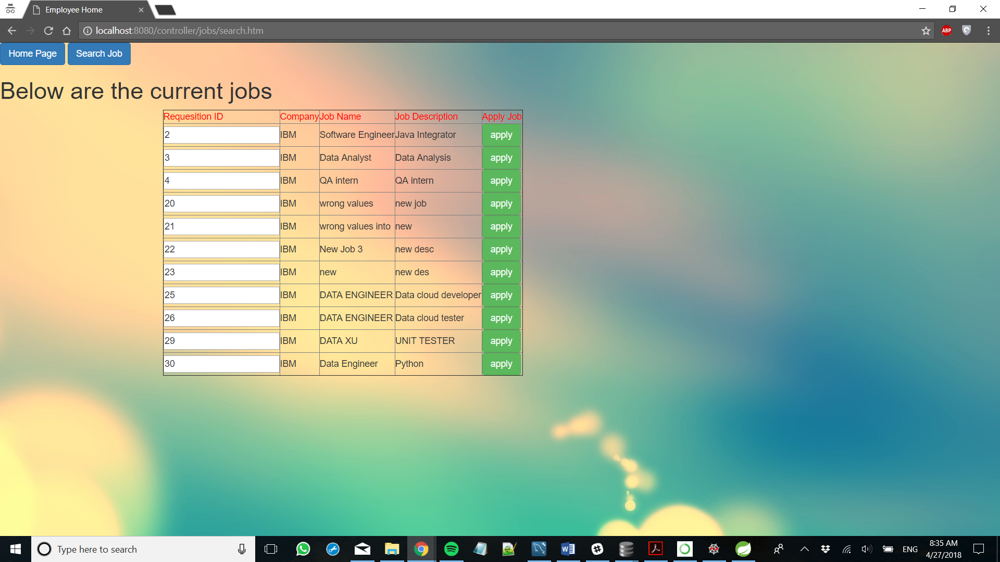 Employee Home
localhost:8080/controller/jobs/search.htm
ABP
Home Page Search Job
Below are the current jobs
Requesition ID Company Job Name Job Description Apply Job
2 IBM Software Engineer Java Integrator apply
3 IBM Data Analyst Data Analysis apply
4 IBM QA intern QA intern apply
20 IBM wrong values new job apply
21 IBM wrong values into new apply
22 IBM New Job 3 new desc apply
23 IBM new new des apply
25 IBM DATA ENGINEER Data cloud developer apply
26 IBM DATA ENGINEER Data cloud tester apply
29 IBM DATA XU UNIT TESTER apply
30 IBM Data Engineer Python apply
Type here to search
ENG
8:35 AM
4/27/2018